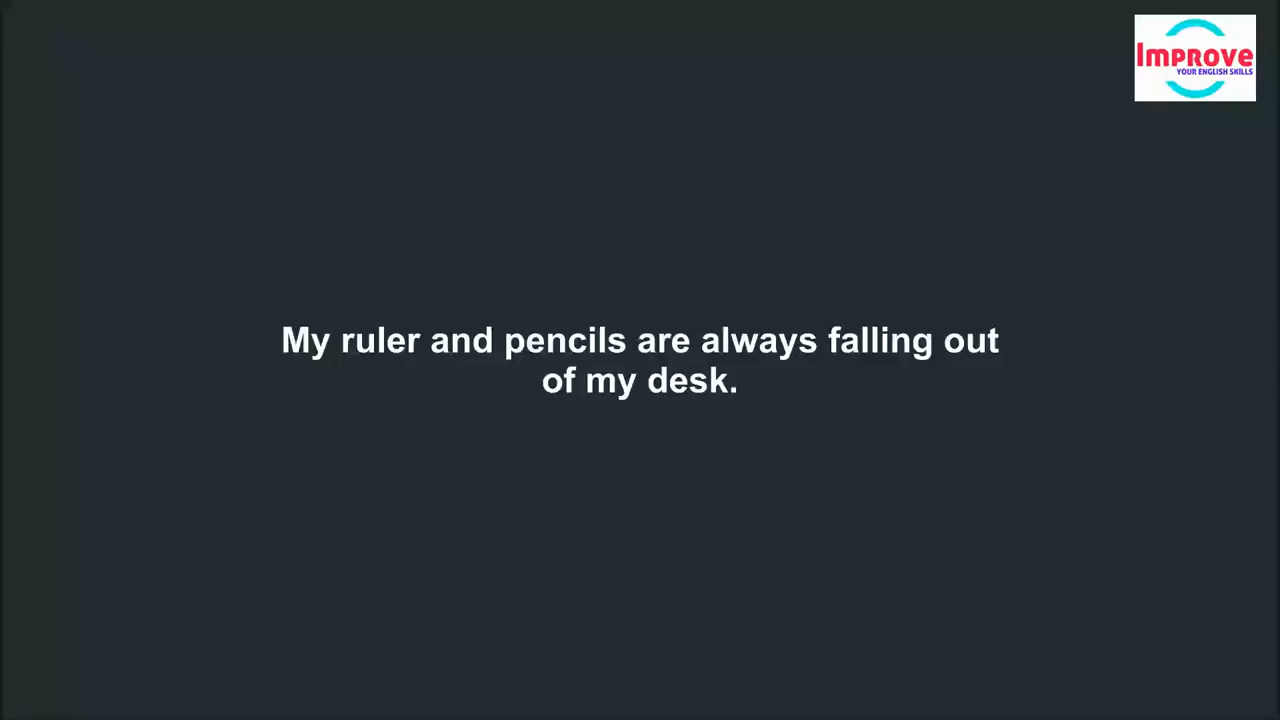 Improve
YOUR ENGLISH SKILLS
My ruler and pencils are always falling out
of my desk.